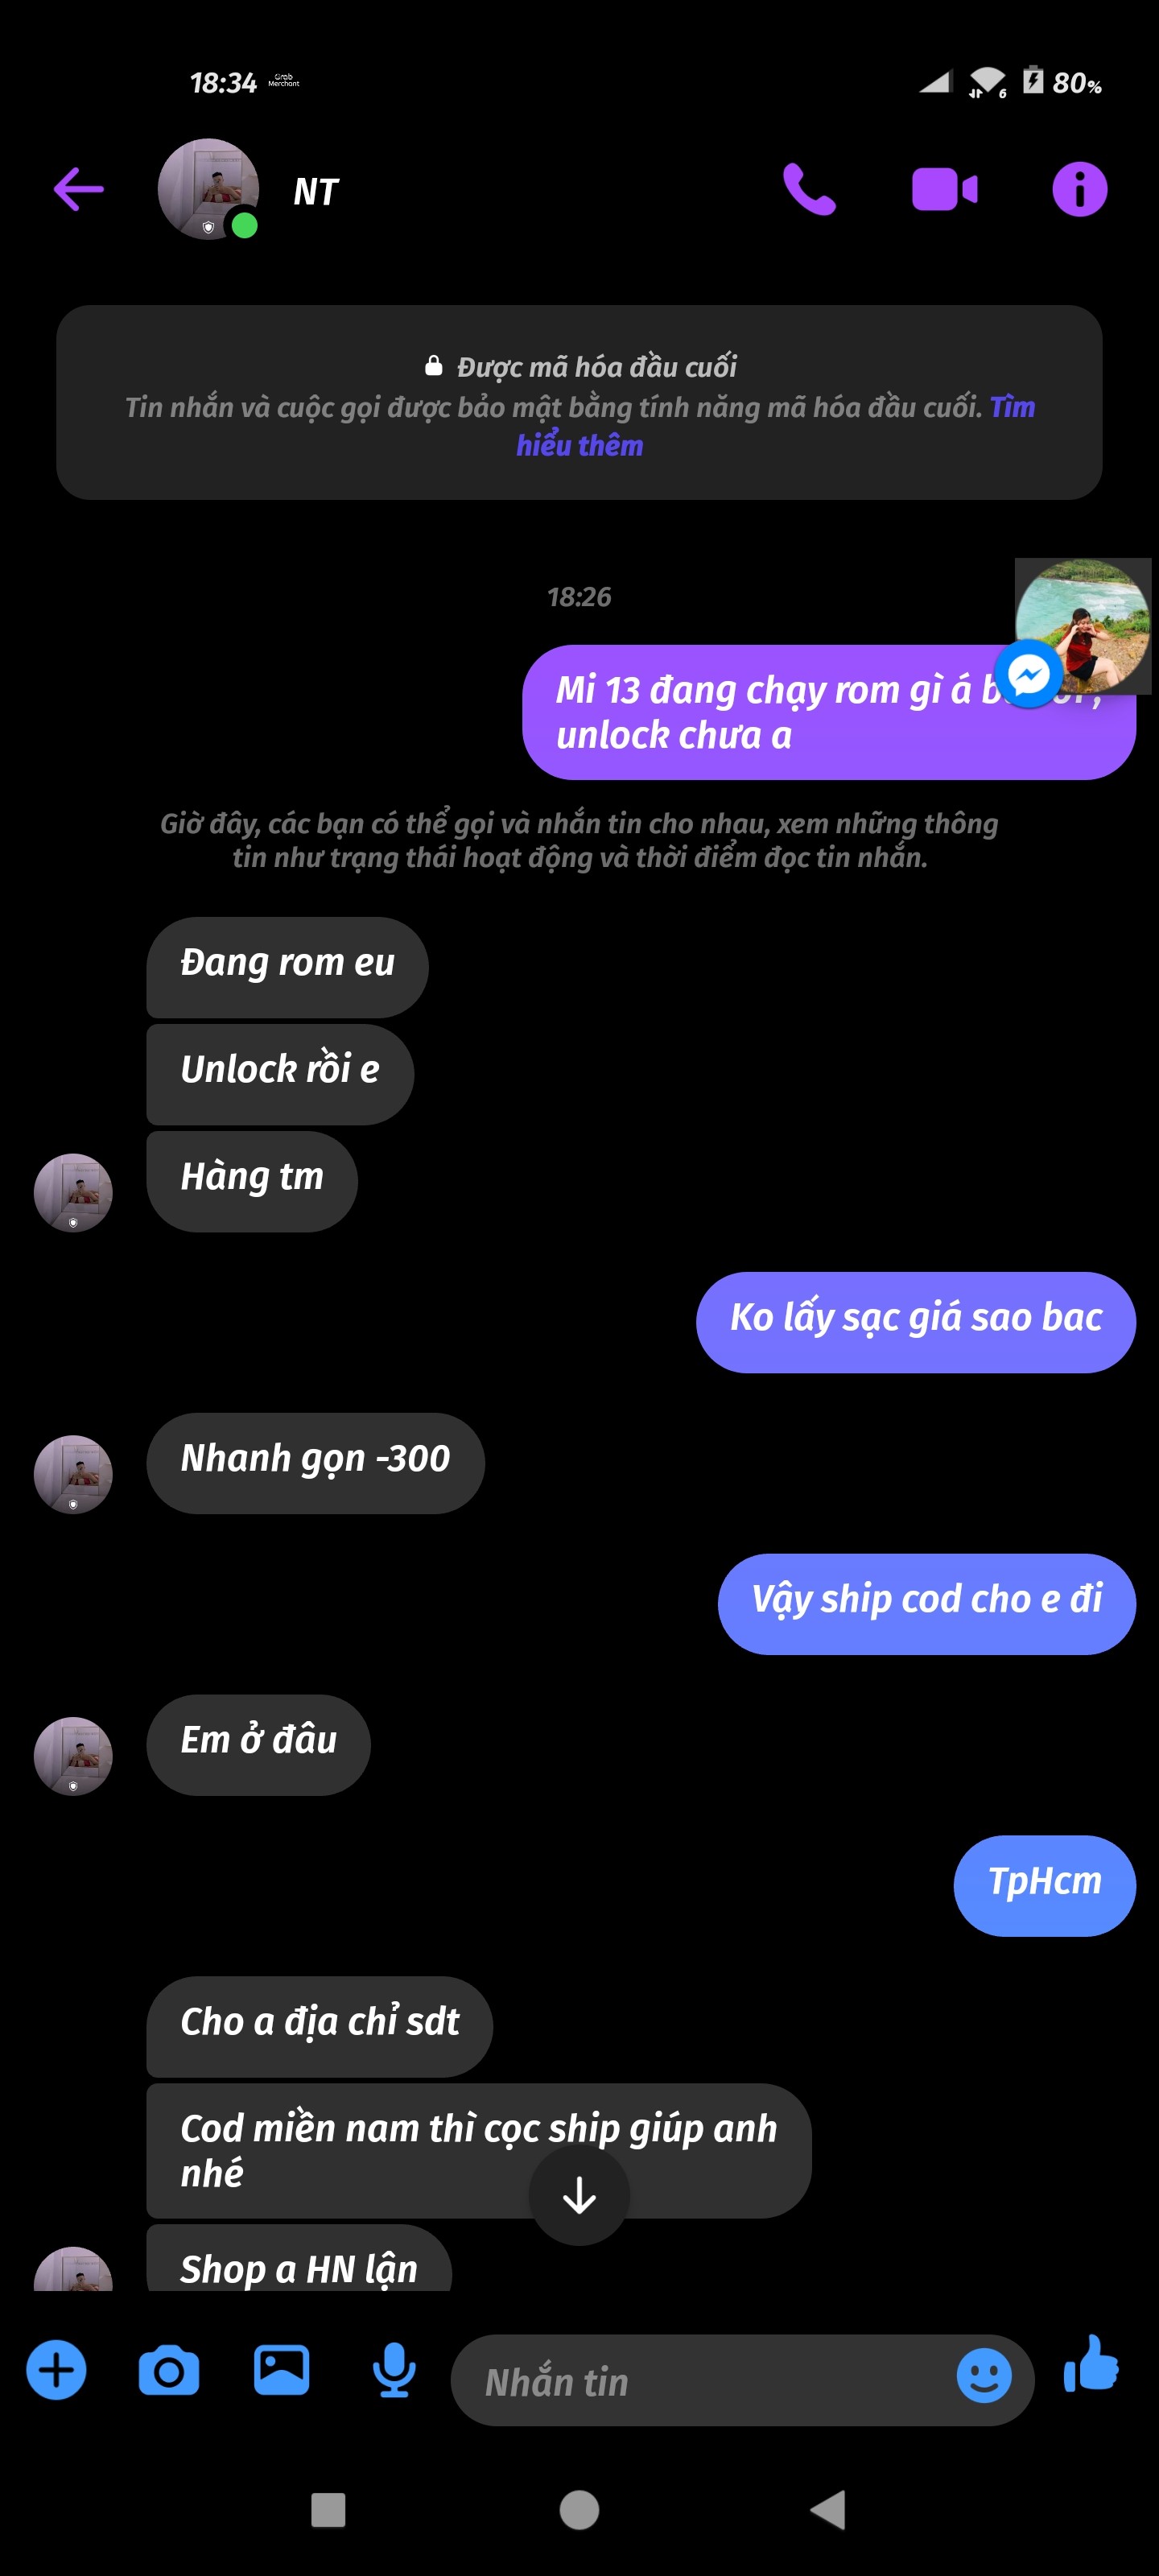 18:34 Grab Merchant
6 80%
NT
Được mã hóa đầu cuối
Tin nhắn và cuộc gọi được bảo mật bằng tính năng mã hóa đầu cuối. Tìm
hiểu thêm
18:26
Mi 13 đang chạy rom gì á
unlock chưa a
Giờ đây, các bạn có thể gọi và nhắn tin cho nhau, xem những thông
tin như trạng thái hoạt động và thời điểm đọc tin nhắn.
Đang rom eu
Unlock rồi e
Hàng tm
Ko lấy sạc giá sao bac
Nhanh gọn -300
Vậy ship cod cho e đi
Em ở đâu
TpHcm
Cho a địa chỉ sdt
Cod miền nam thì cọc ship giúp anh
nhé
Shop a HN lận
Nhắn tin